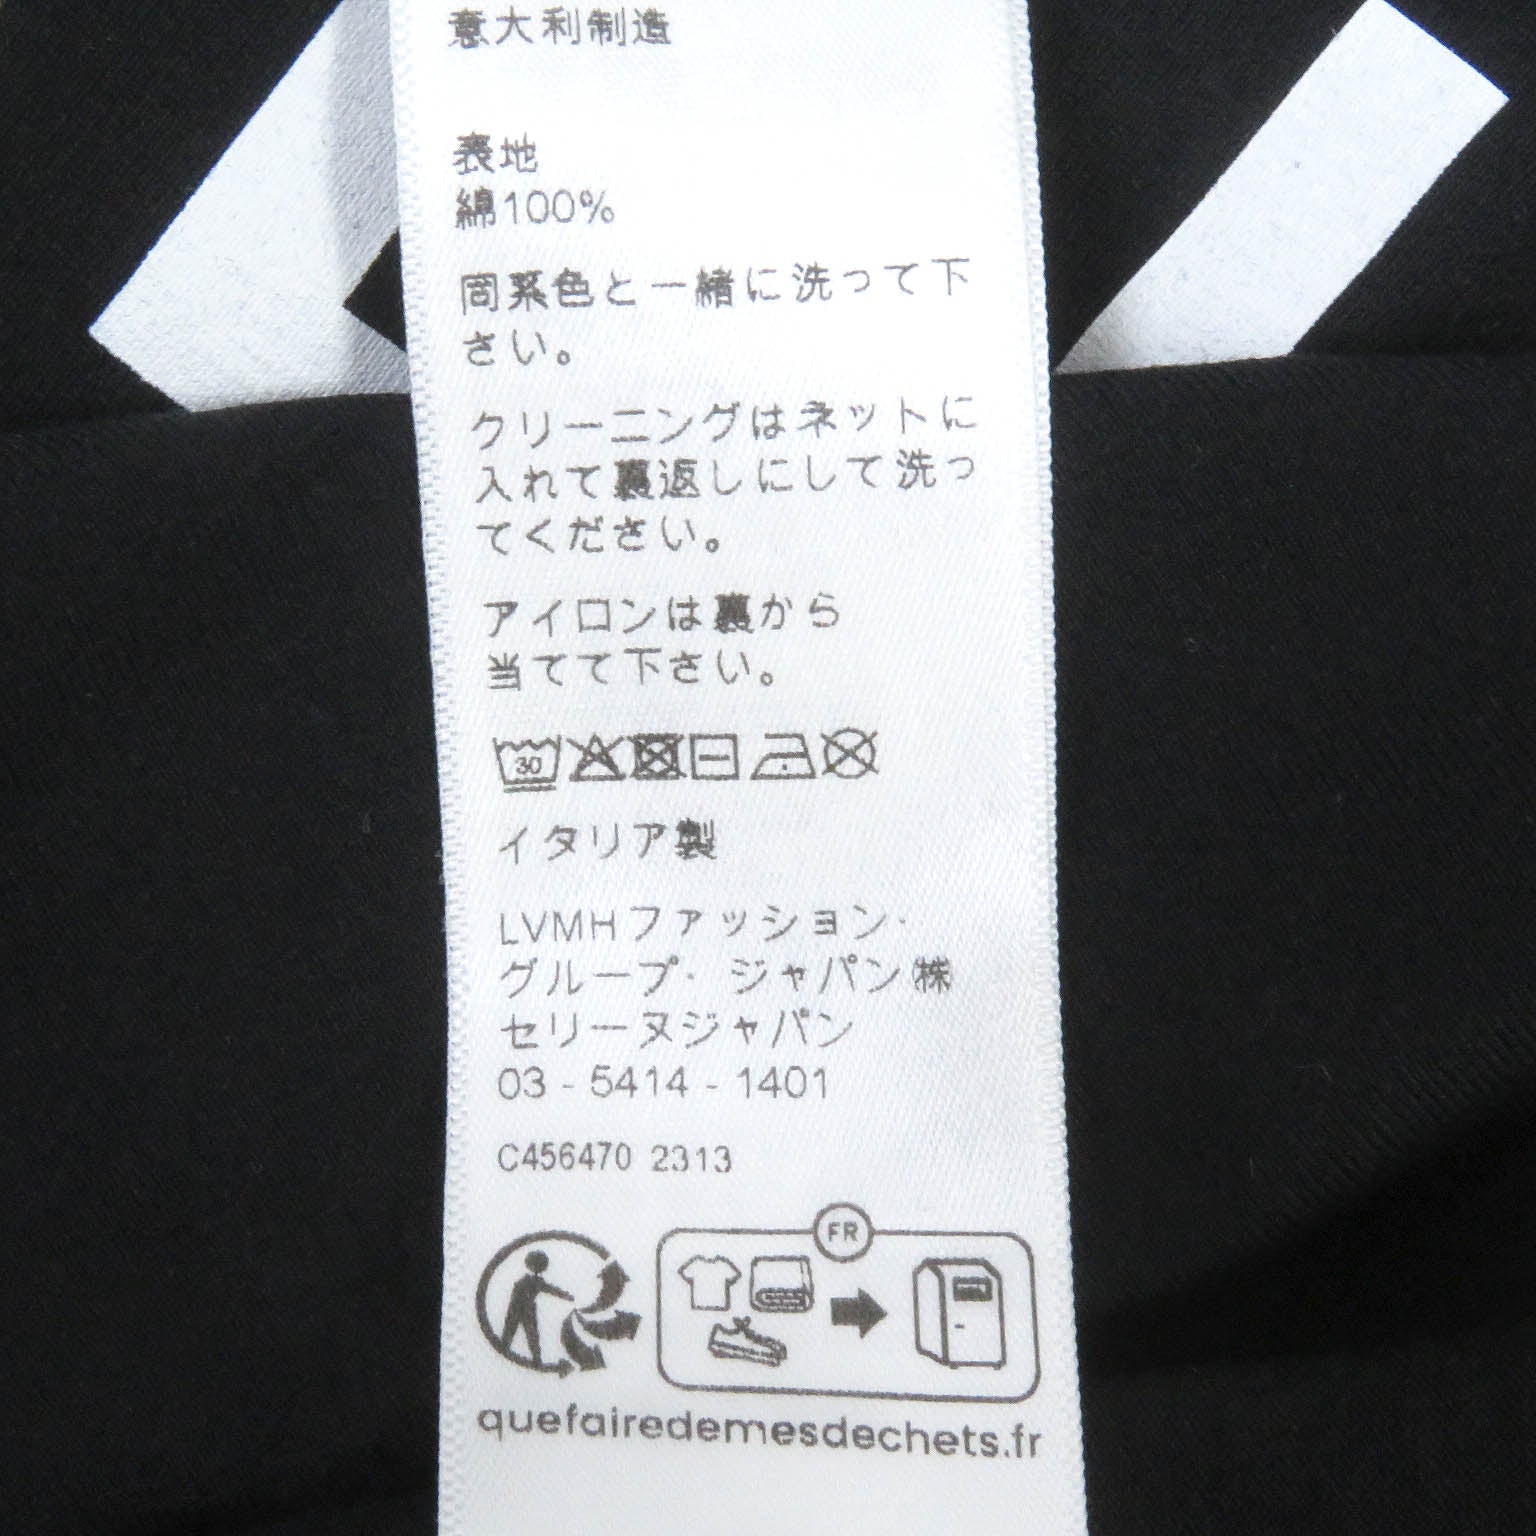 意大利制造
表地
綿100%
同系色と一緒に洗って下
さい。
クリーニングはネットに
入れて裏返しにして洗っ
てください。
アイロンは裏から
当てて下さい。
30
イタリア製
LVMHファッション·
グループ· ジャパン㈱
セリーヌジャパン
03 - 5414 - 1401
C456470 2313
FR
quefairedemesdechets.fr